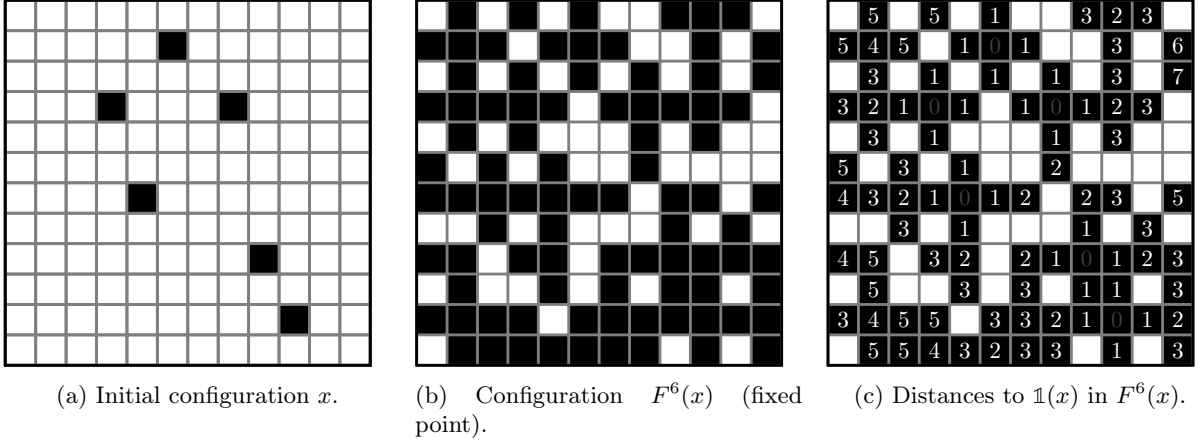 5 5 1 3 2 3
5 4 5 1 0 1 3 6
3 1 1 1 3 7
3 2 1 0 1 1 0 1 2 3
3 1 1 3
5 3 1 2
4 3 2 1 0 1 2 2 3 5
3 1 1 3
4 5 3 2 2 1 0 1 2 3
5 3 3 1 1 3
3 4 5 5 3 3 2 1 0 1 2
5 5 4 3 2 3 3 1 3
(a) Initial configuration x.
(b) Configuration F⁶(x) (fixed
point).
(c) Distances to 𝟙(x) in F⁶(x).